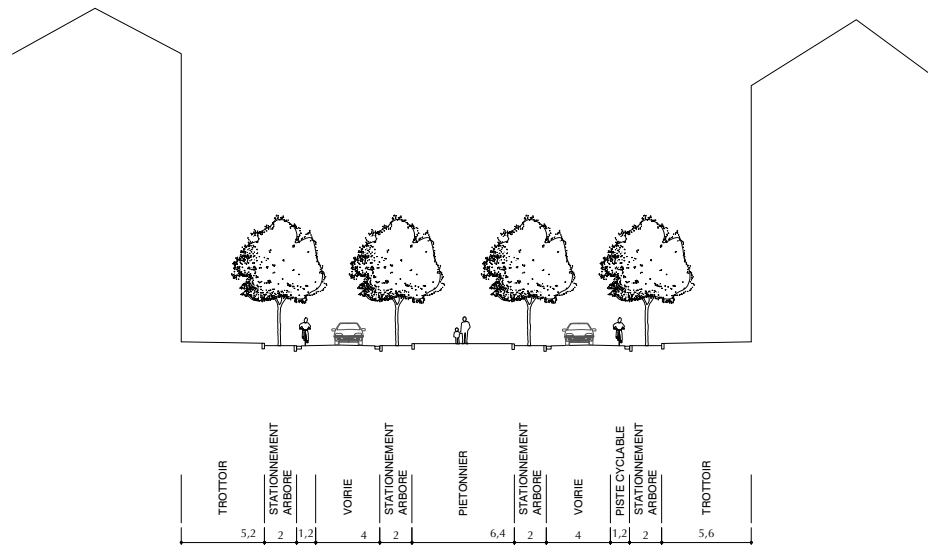 TROTTOIR
STATIONNEMENT
ARBORE
VOIRIE
STATIONNEMENT
ARBORE
PIETONNIER
STATIONNEMENT
ARBORE
VOIRIE
PISTE CYCLABLE
STATIONNEMENT
ARBORE
TROTTOIR
5,2 2 1,2 4 2 6,4 2 4 1,2 2 5,6